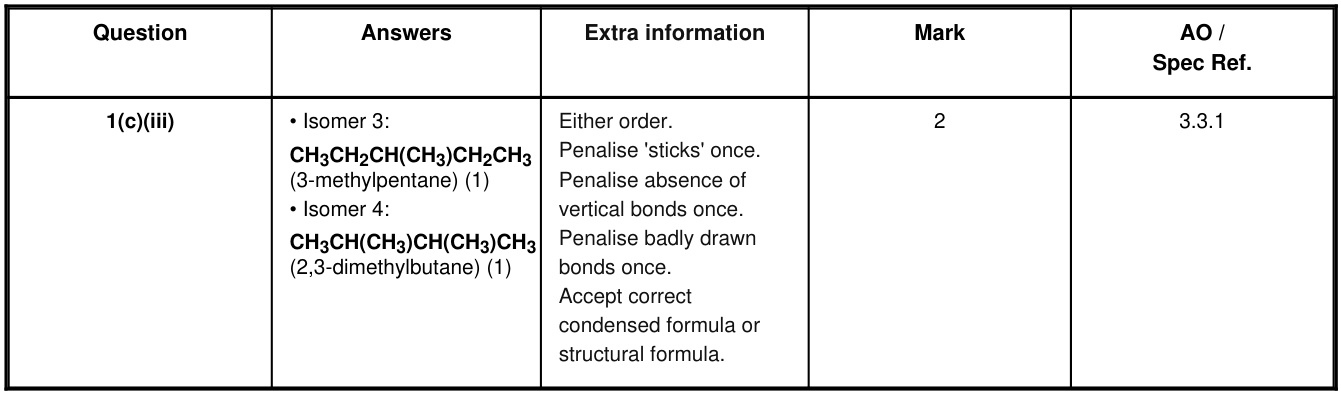 Question Answers Extra information Mark AO /
Spec Ref.
1(c)(iii) • Isomer 3: Either order. 2 3.3.1
CH₃CH₂CH(CH₃)CH₂CH₃ Penalise 'sticks' once.
(3-methylpentane) (1) Penalise absence of
• Isomer 4: vertical bonds once.
CH₃CH(CH₃)CH(CH₃)CH₃ Penalise badly drawn
(2,3-dimethylbutane) (1) bonds once.
Accept correct
condensed formula or
structural formula.